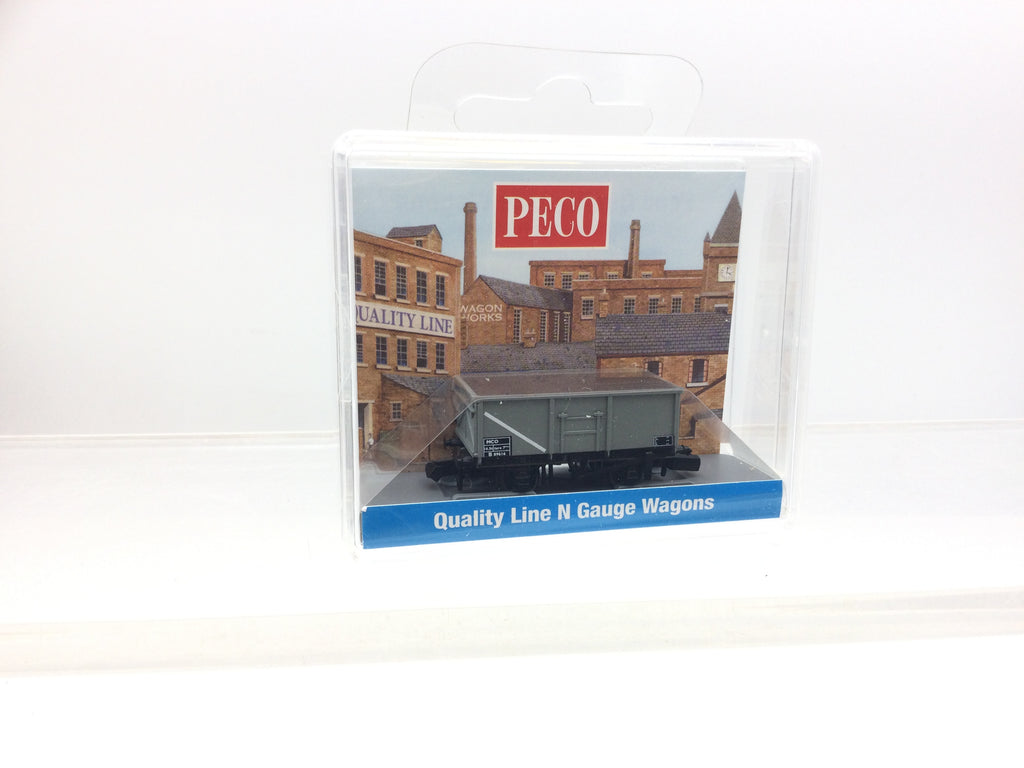 PECO
QUALITY LINE
WAGON
WORKS
MCO
Quality Line N Gauge Wagons